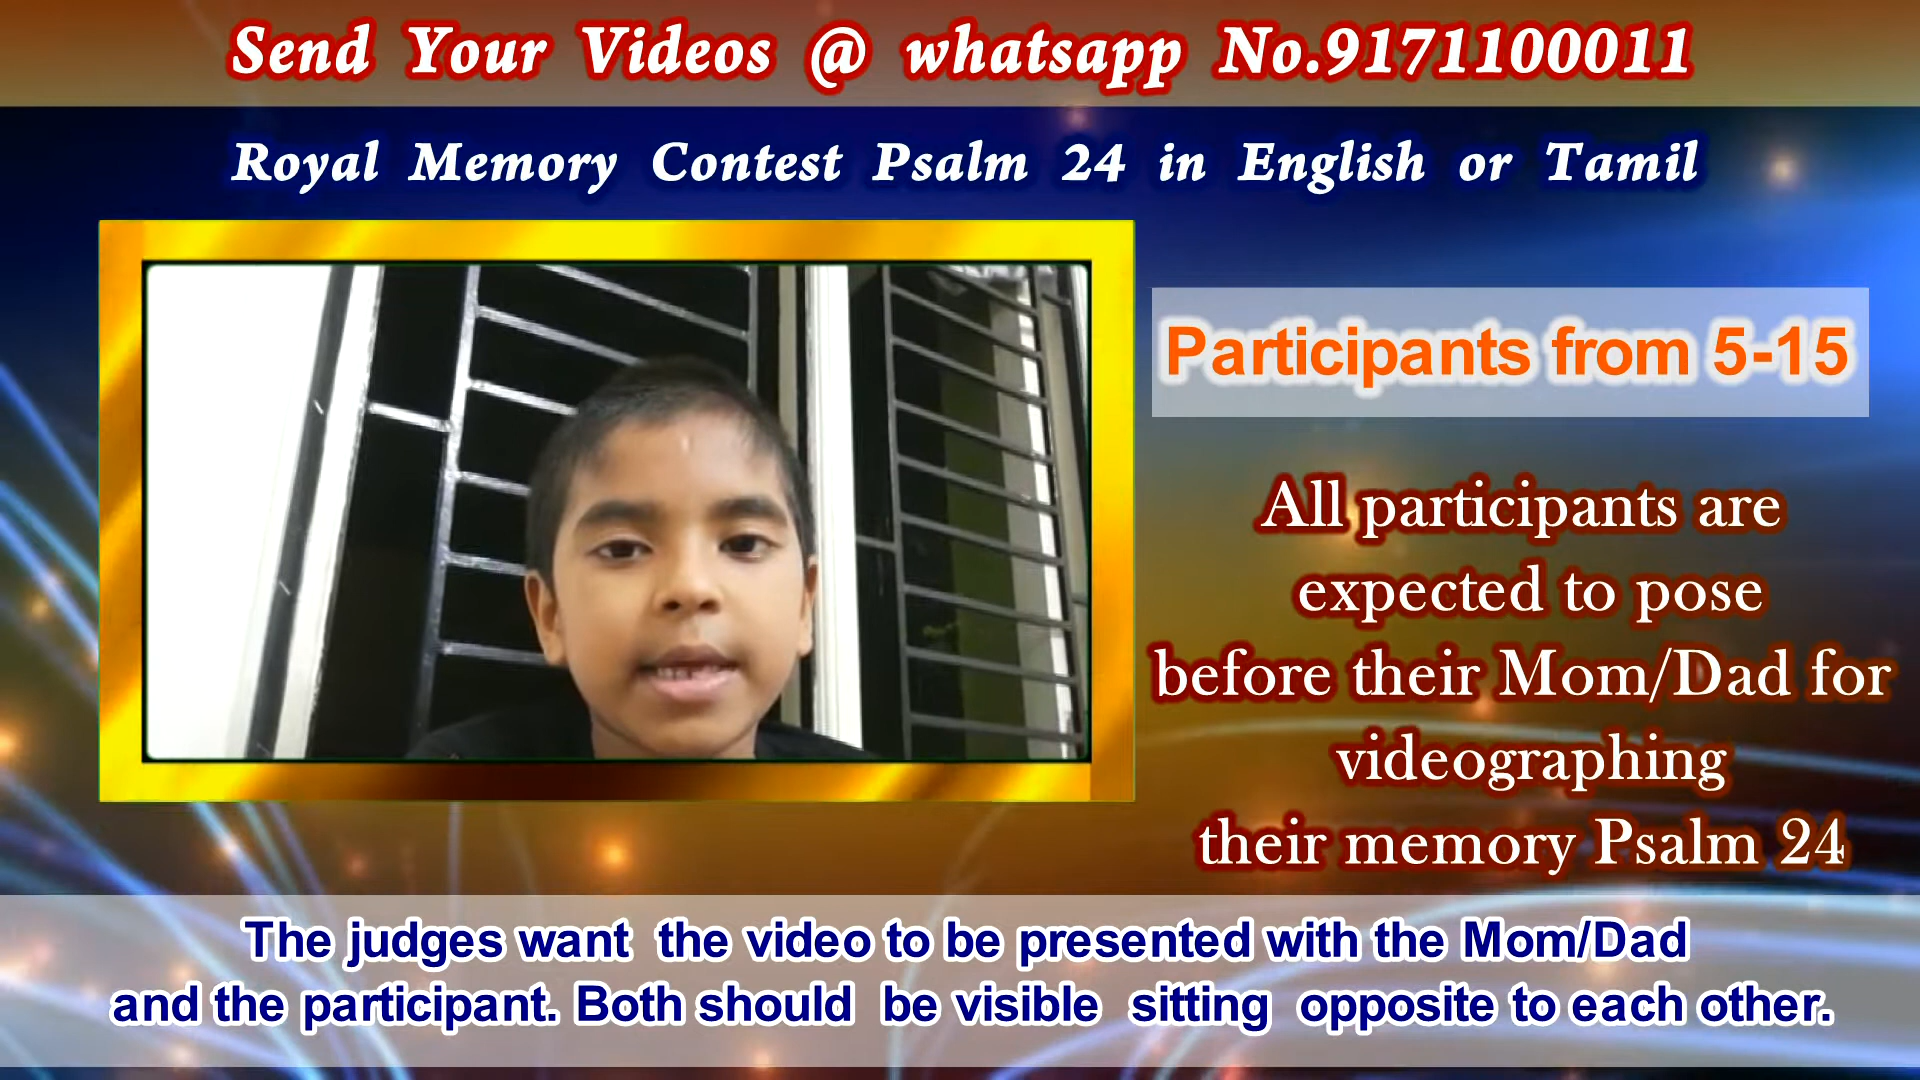 Send Your Videos @ whatsapp No.9171100011
Royal Memory Contest Psalm 24 in English or Tamil
Participants from 5-15
All participants are
expected to pose
before their Mom/Dad for
videographing
their memory Psalm 24
The judges want the video to be presented with the Mom/Dad
and the participant. Both should be visible sitting opposite to each other.